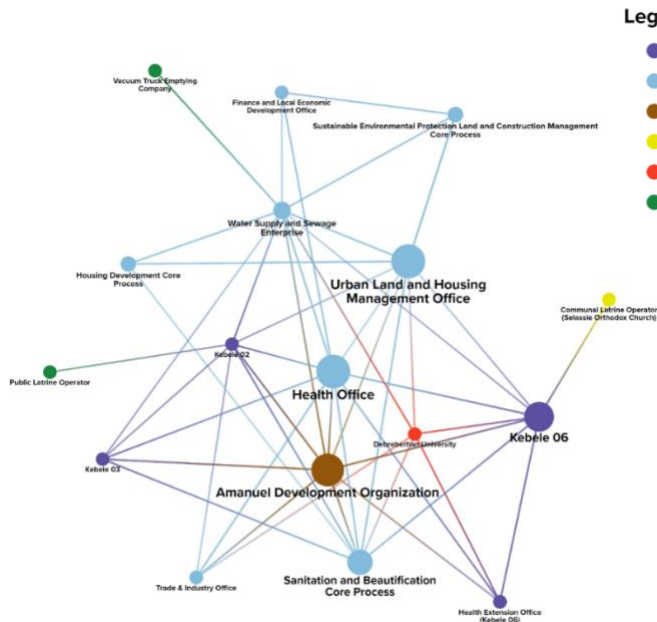 Leg
Vacuum Truck Emptying
Company
Finance and Local Economic
Development Office
Sustainable Environmental Protection Land and Construction Management
Core Process
Water Supply and Sewage
Enterprise
Housing Development Core
Process
Urban Land and Housing
Management Office
Communal Latrine Operator
(Selassie Orthodox Church)
Kebele 02
Public Latrine Operator
Health Office
Kebele 06
Debreberhan University
Kebele 03
Amanuel Development Organization
Trade & Industry Office
Sanitation and Beautification
Core Process
Health Extension Office
(Kebele 06)